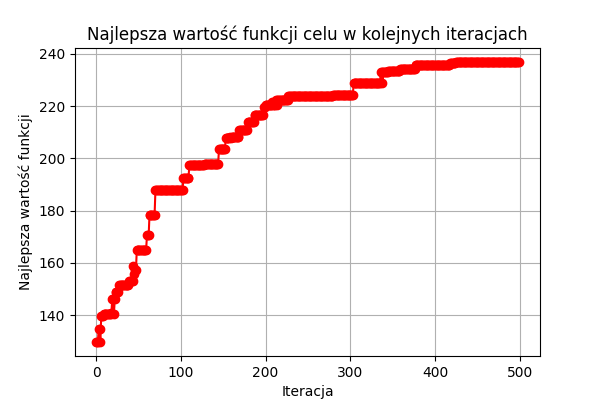 Najlepsza wartość funkcji celu w kolejnych iteracjach
Najlepsza wartość funkcji
240
220
200
180
160
140
0 100 200 300 400 500
Iteracja